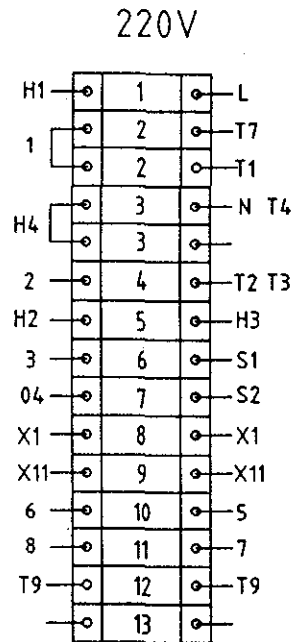 220V
H1 1 L
2 T7
1
2 T1
3 N T4
H4
3
2 4 T2 T3
H2 5 H3
3 6 S1
04 7 S2
X1 8 X1
X11 9 X11
6 10 5
8 11 7
T9 12 T9
13